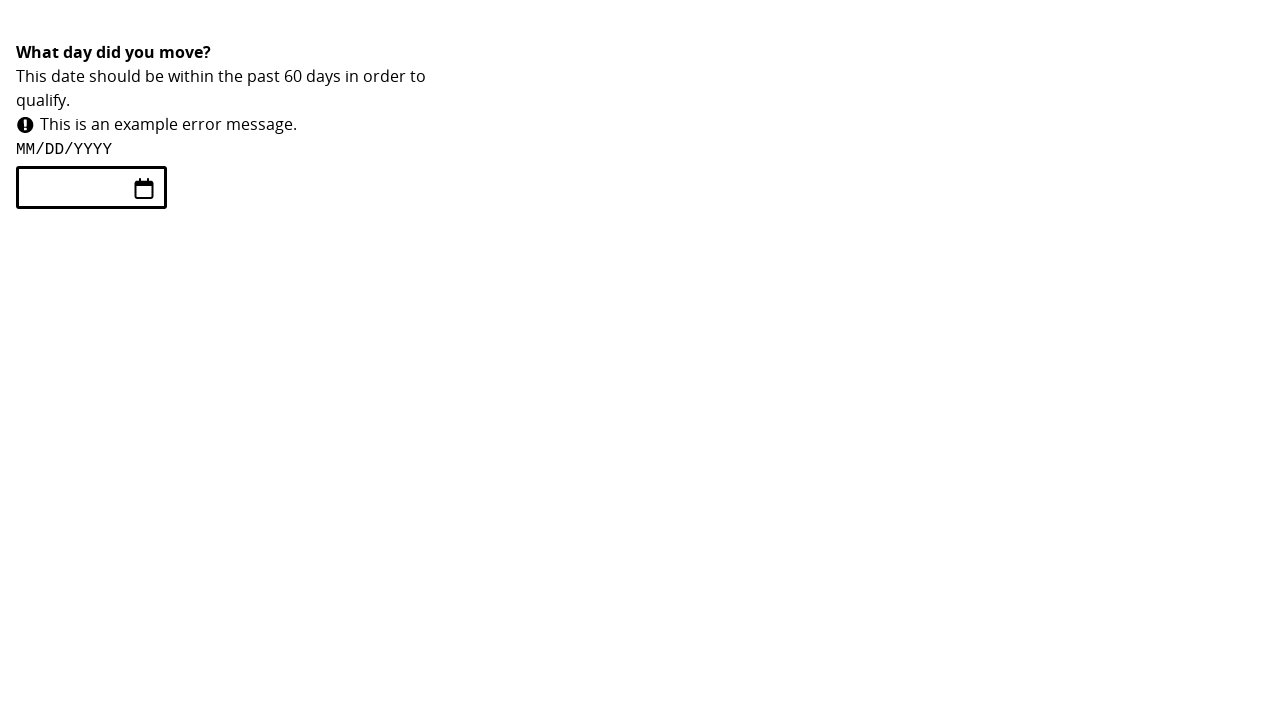 What day did you move?
This date should be within the past 60 days in order to
qualify.
This is an example error message.
MM/DD/YYYY